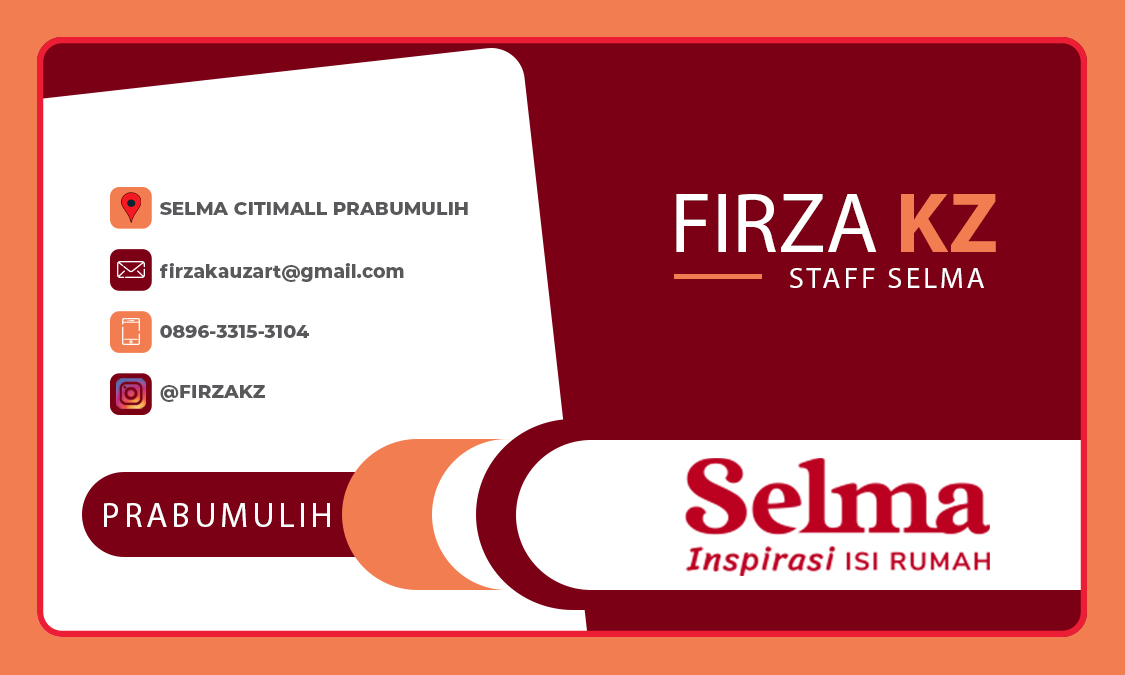 SELMA CITIMALL PRABUMULIH
firzakauzart@gmail.com
0896-3315-3104
@FIRZAKZ
PRABUMULIH
FIRZA KZ
STAFF SELMA
Selma
Inspirasi ISI RUMAH